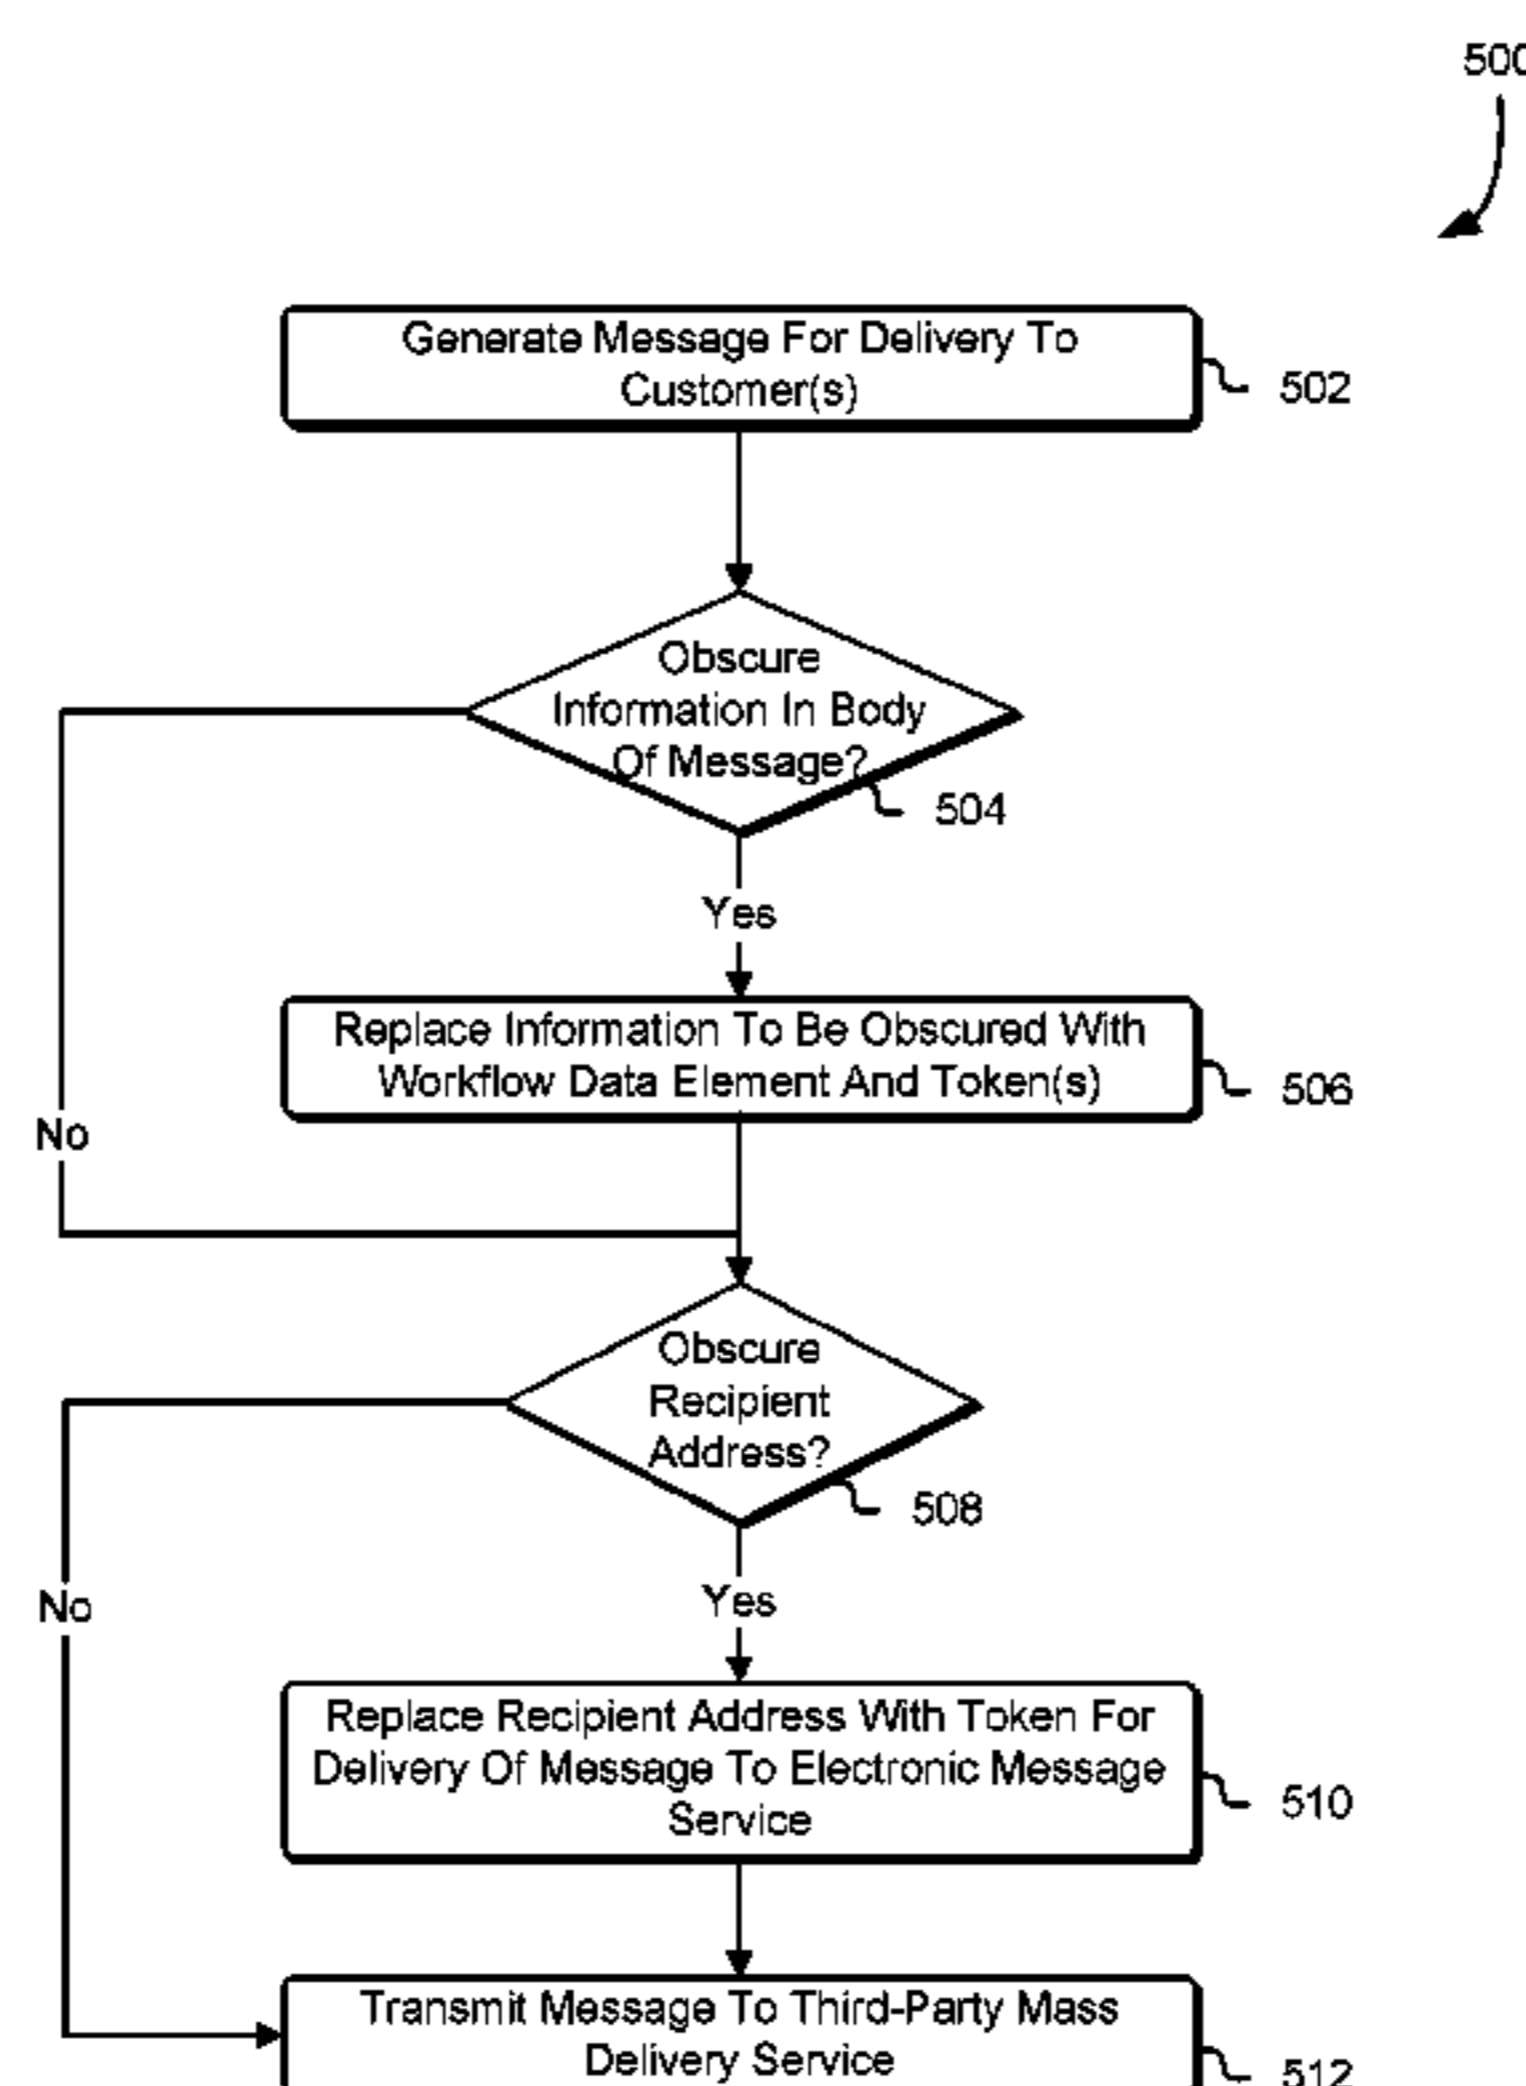 500
Generate Message For Delivery To
Customer(s)
502
Obscure
Information In Body
Of Message?
504
Yes
Replace Information To Be Obscured With
Workflow Data Element And Token(s)
506
No
Obscure
Recipient
Address?
508
Yes
No
Replace Recipient Address With Token For
Delivery Of Message To Electronic Message
Service
510
Transmit Message To Third-Party Mass
Delivery Service
512